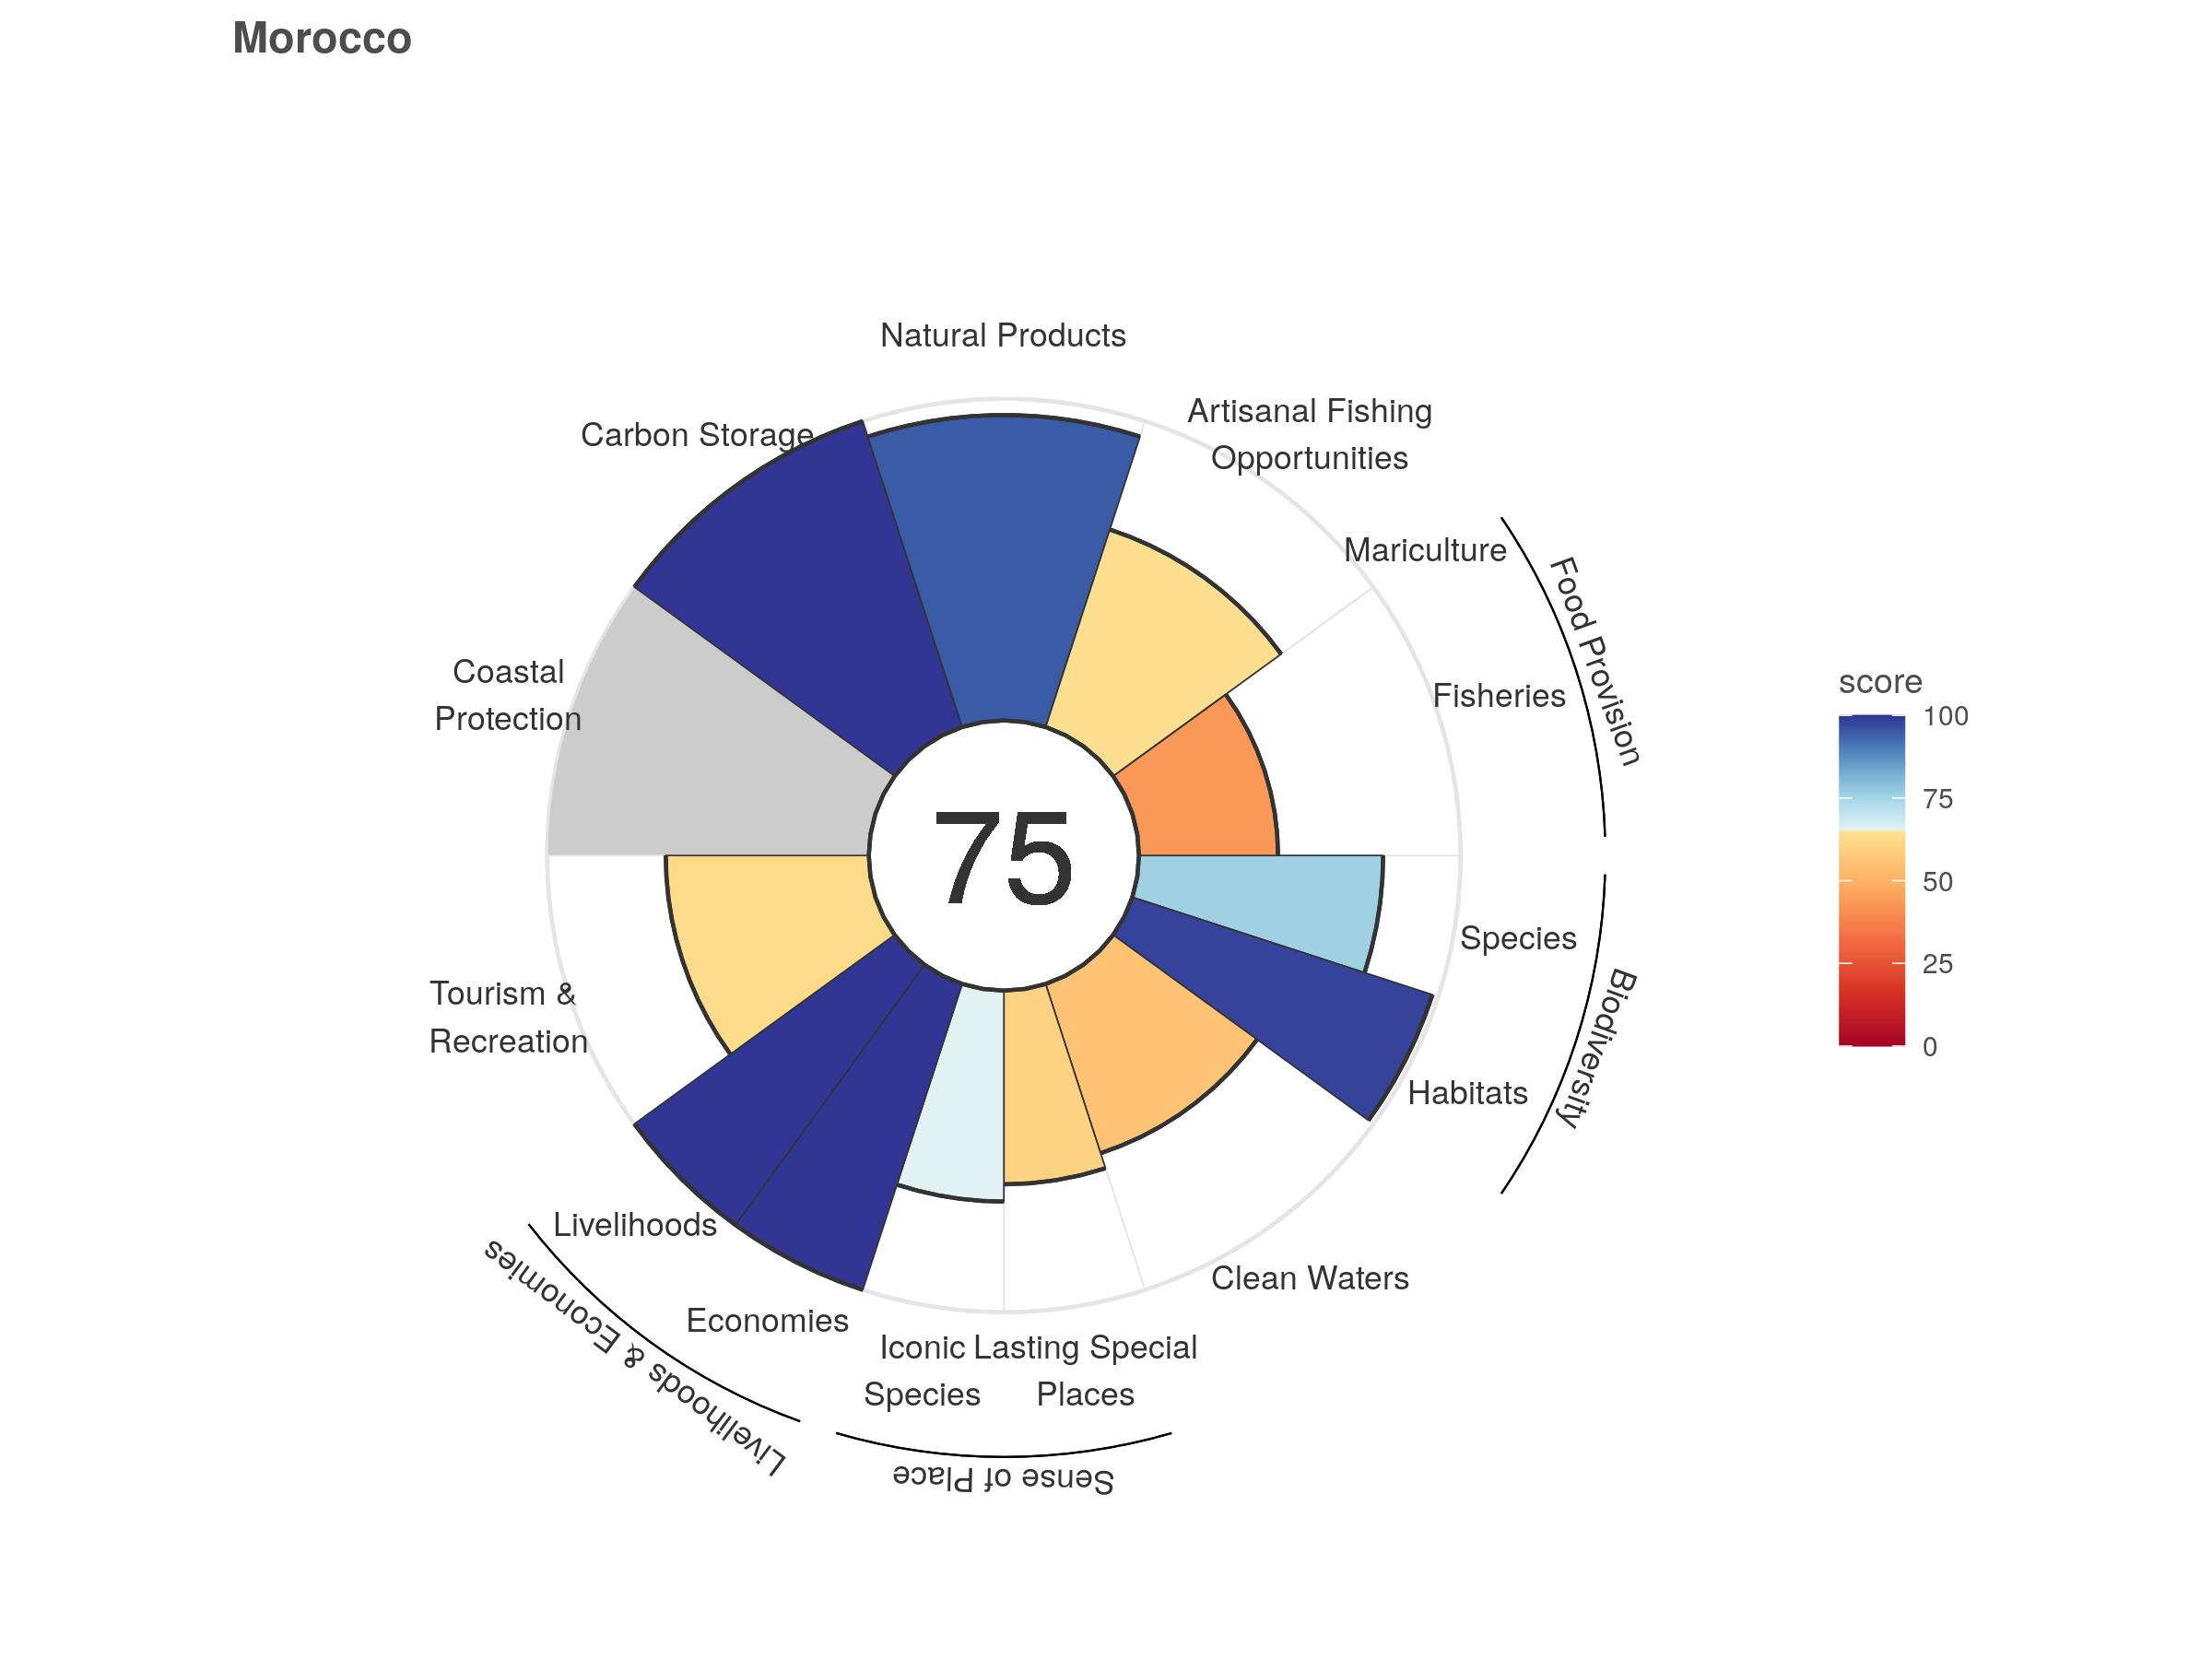 Morocco
Natural Products
Artisanal Fishing
Opportunities
Carbon Storage
Mariculture
Food Provision
Fisheries
Coastal
Protection
score
100
75
50
25
0
75
Species
Biodiversity
Habitats
Tourism &
Recreation
Livelihoods
Livelihoods & Economies
Economies
Clean Waters
Iconic
Species
Lasting Special
Places
Sense of Place